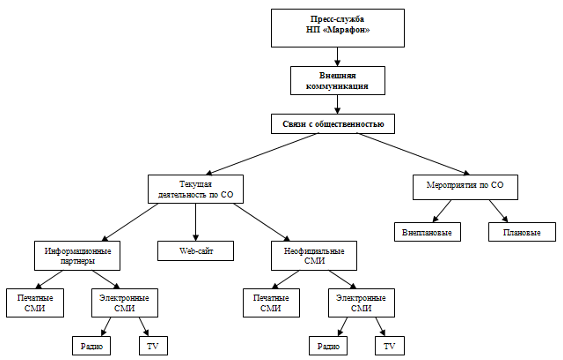 Пресс-служба
НП «Марафон»
Внешняя
коммуникация
Связи с общественностью
Текущая
деятельность по СО
Мероприятия по СО
Внеплановые
Плановые
Информационные
партнеры
Web-сайт
Неофициальные
СМИ
Печатные
СМИ
Электронные
СМИ
Печатные
СМИ
Электронные
СМИ
Радио
TV
Радио
TV